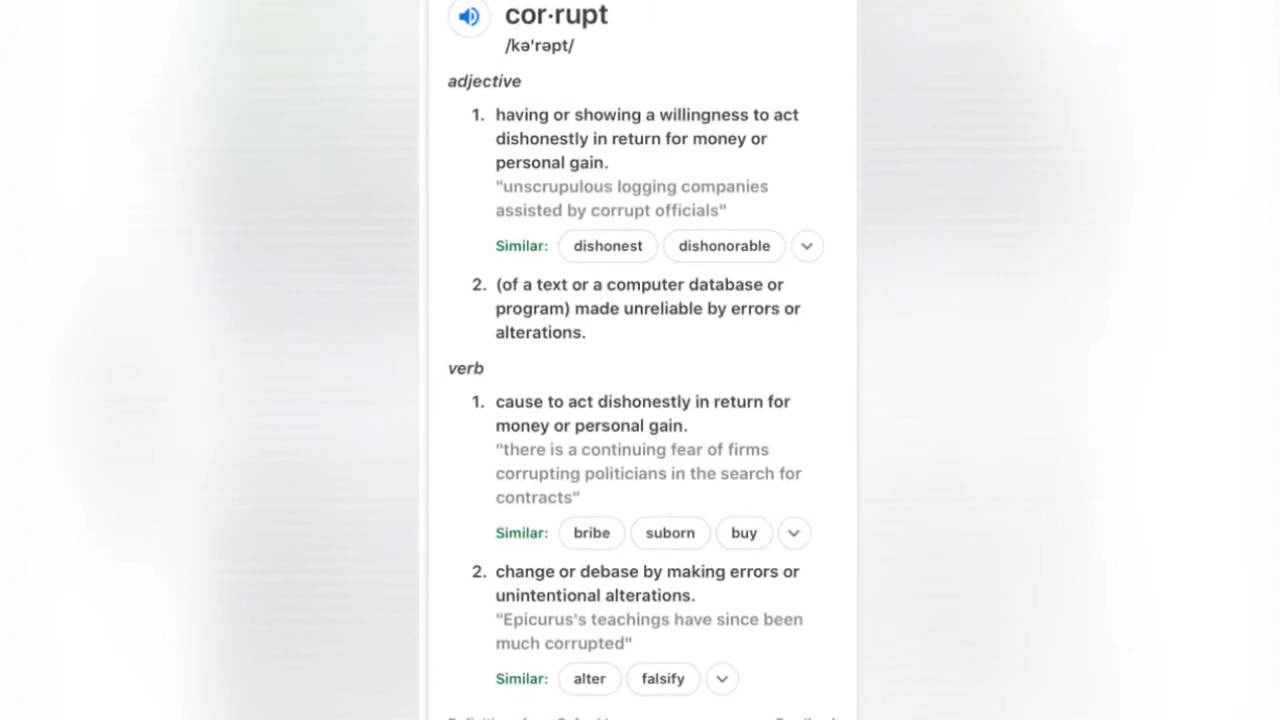 cor·rupt
/kəˈrəpt/
adjective
1. having or showing a willingness to act
dishonestly in return for money or
personal gain.
"unscrupulous logging companies
assisted by corrupt officials"
Similar: dishonest dishonorable
2. (of a text or a computer database or
program) made unreliable by errors or
alterations.
verb
1. cause to act dishonestly in return for
money or personal gain.
"there is a continuing fear of firms
corrupting politicians in the search for
contracts"
Similar: bribe suborn buy
2. change or debase by making errors or
unintentional alterations.
"Epicurus's teachings have since been
much corrupted"
Similar: alter falsify